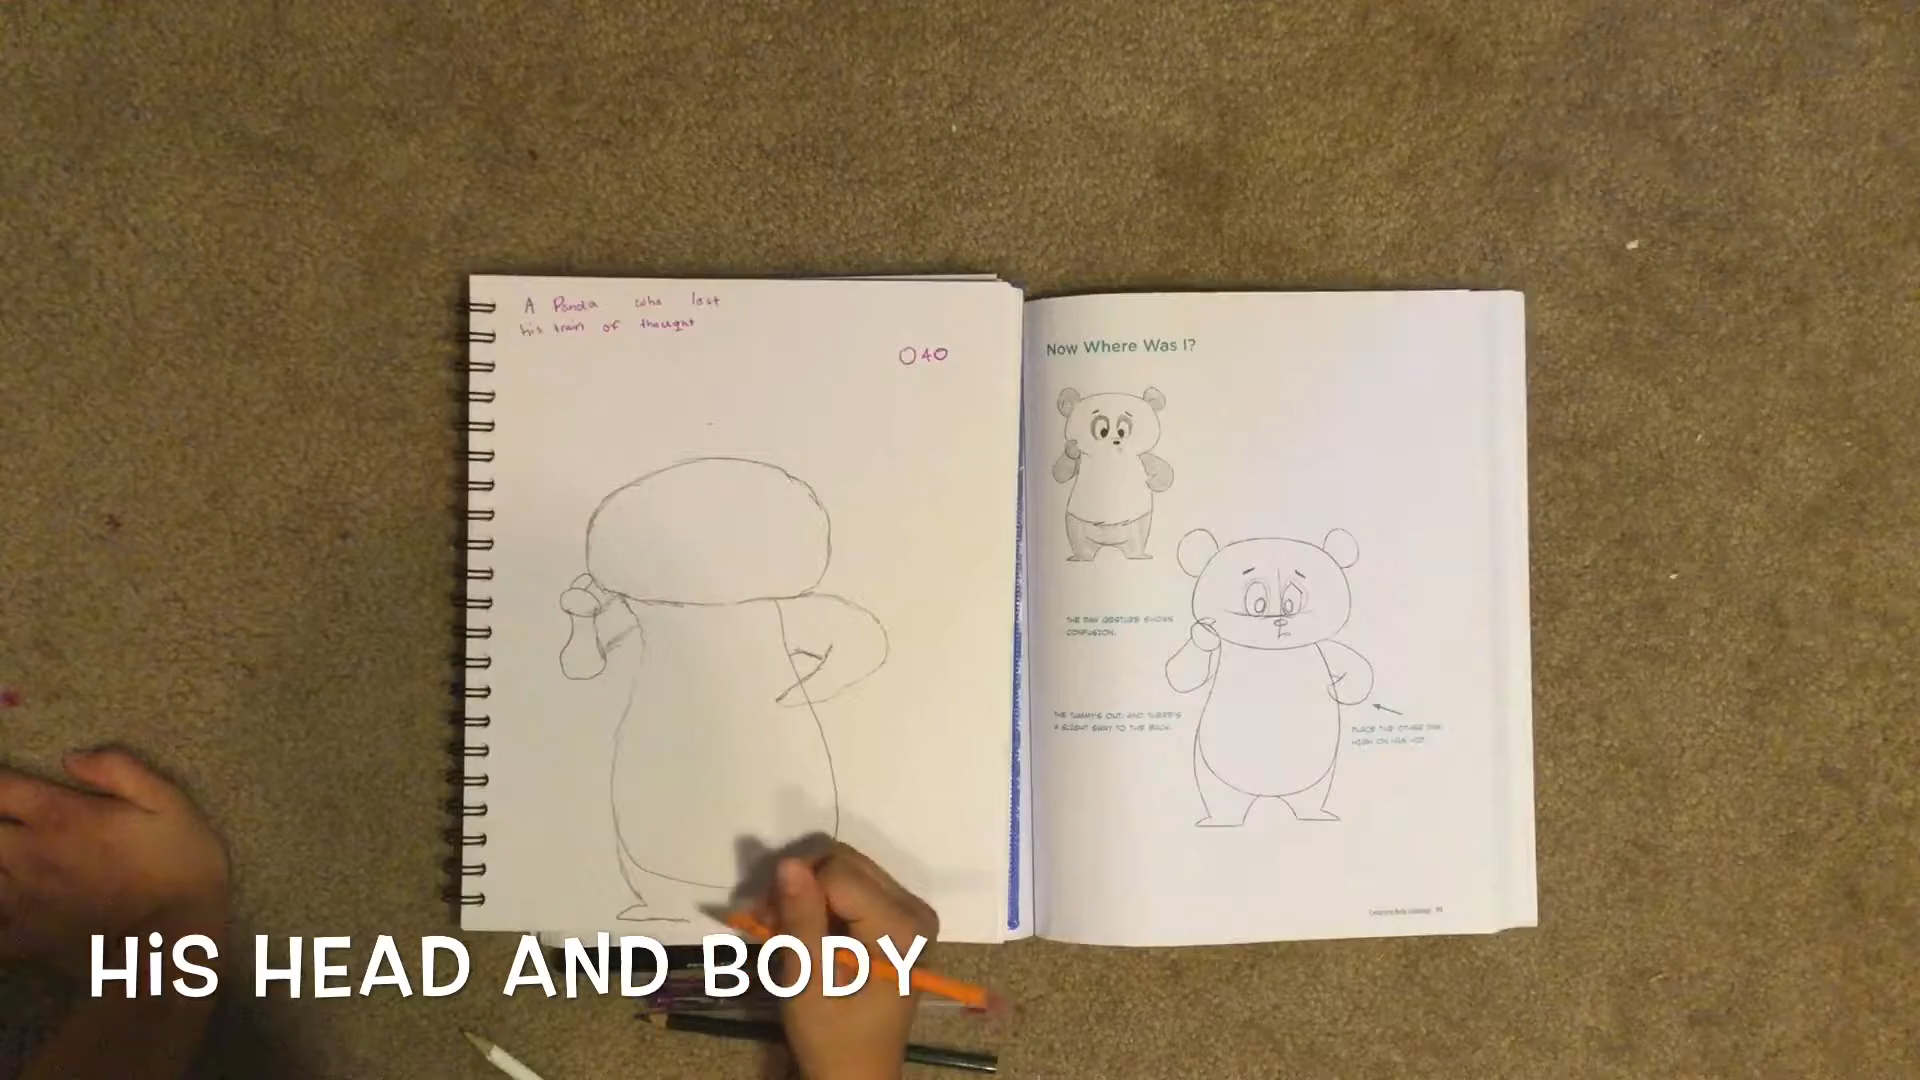 A Panda who lost
his train of thought
040
Now Where Was I?
THE PAW GESTURE SHOWS
CONFUSION.
THE TUMMY'S OUT, AND THERE'S
A SLIGHT SWAY TO THE BACK.
PLACE THE OTHER PAW
HIGH ON HIS HIP.
HiS HEAD AND BODY